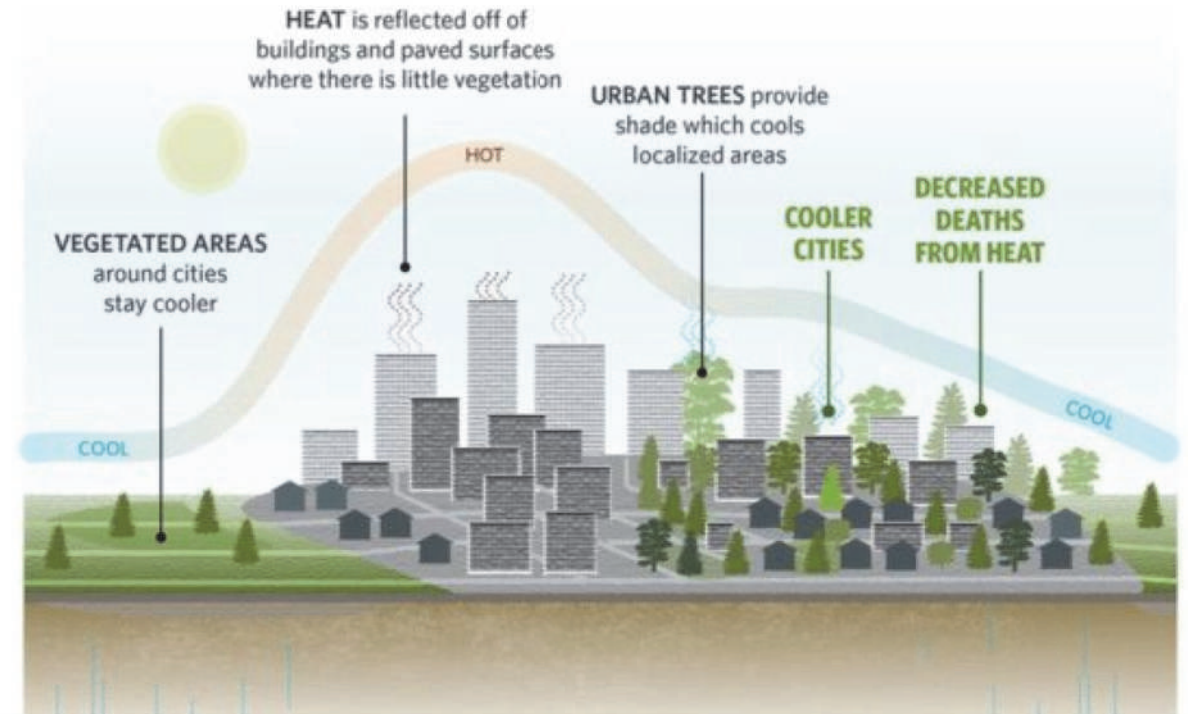 HEAT is reflected off of
buildings and paved surfaces
where there is little vegetation
URBAN TREES provide
shade which cools
localized areas
HOT
DECREASED
DEATHS
FROM HEAT
COOLER
CITIES
VEGETATED AREAS
around cities
stay cooler
COOL
COOL